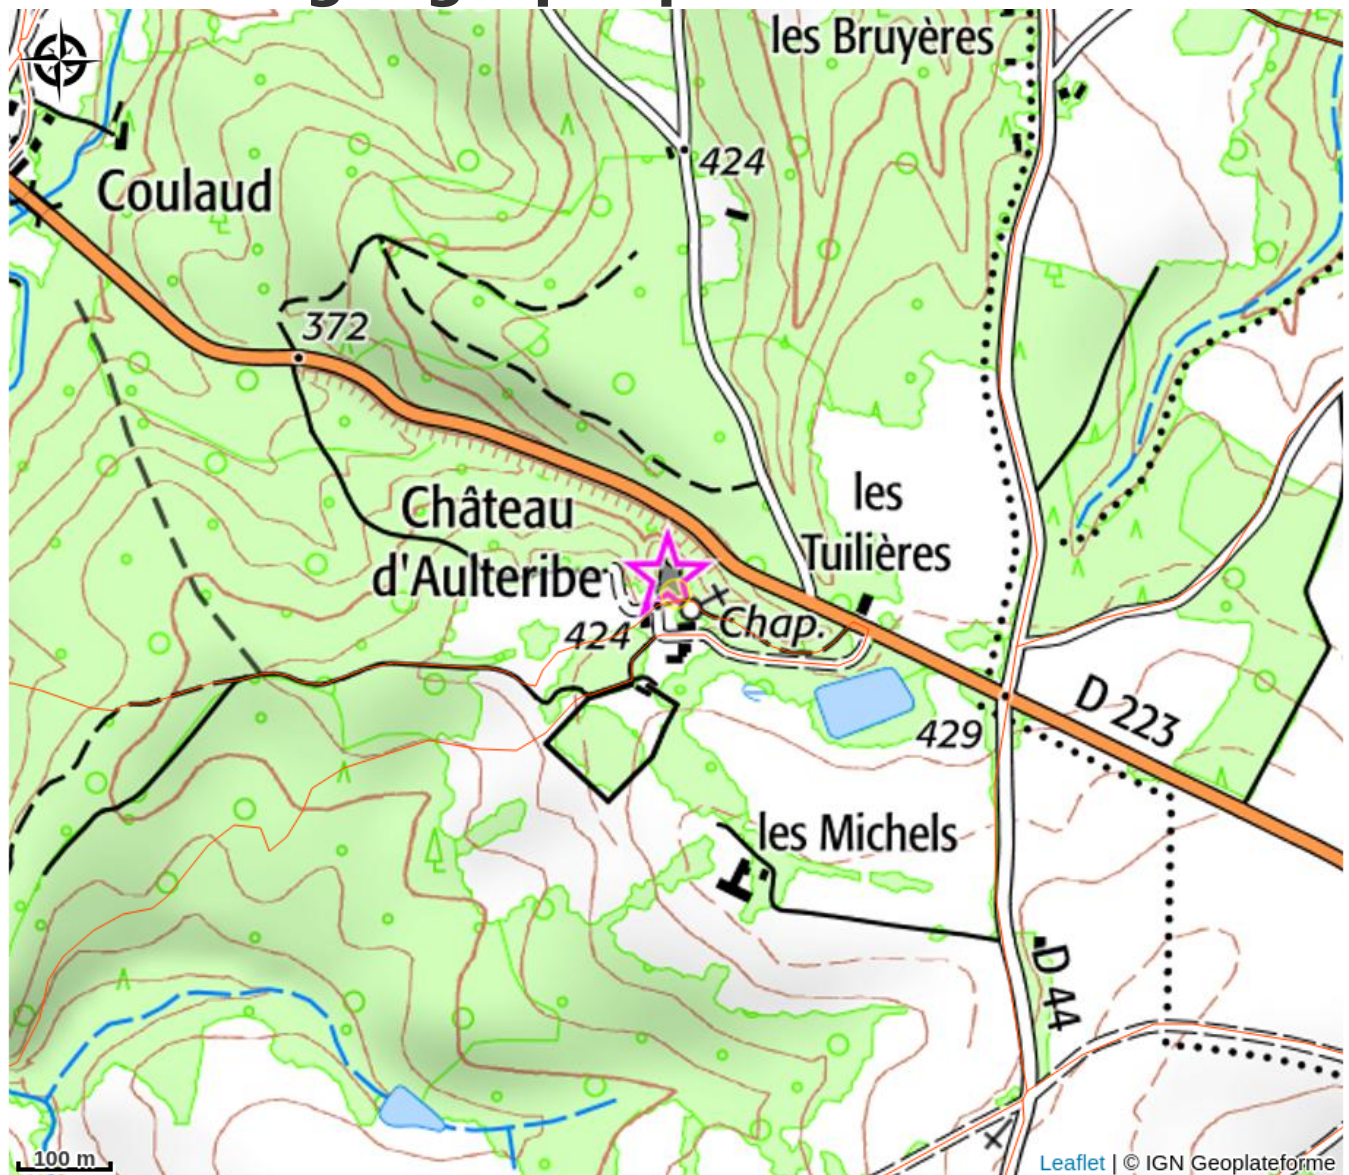 les Bruyères
424
Coulaud
372
les
Tuilières
Château
d'Aulteribe
424
Chap.
D 223
429
les Michels
D 44
100 m
Leaflet | © IGN Geoplateforme